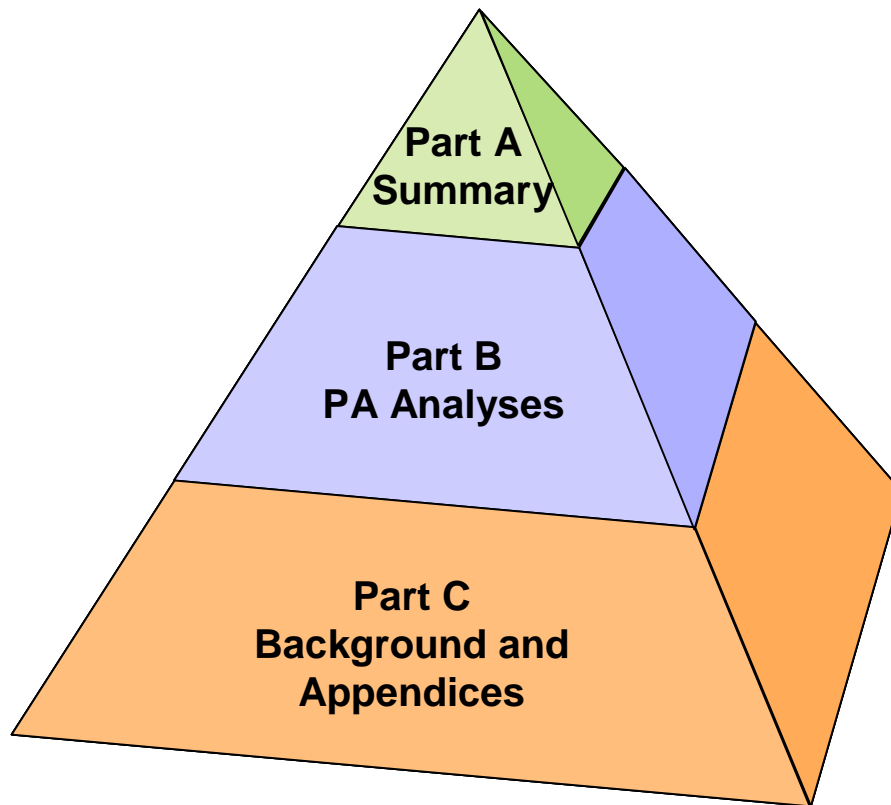 Part A
Summary
Part B
PA Analyses
Part C
Background and
Appendices